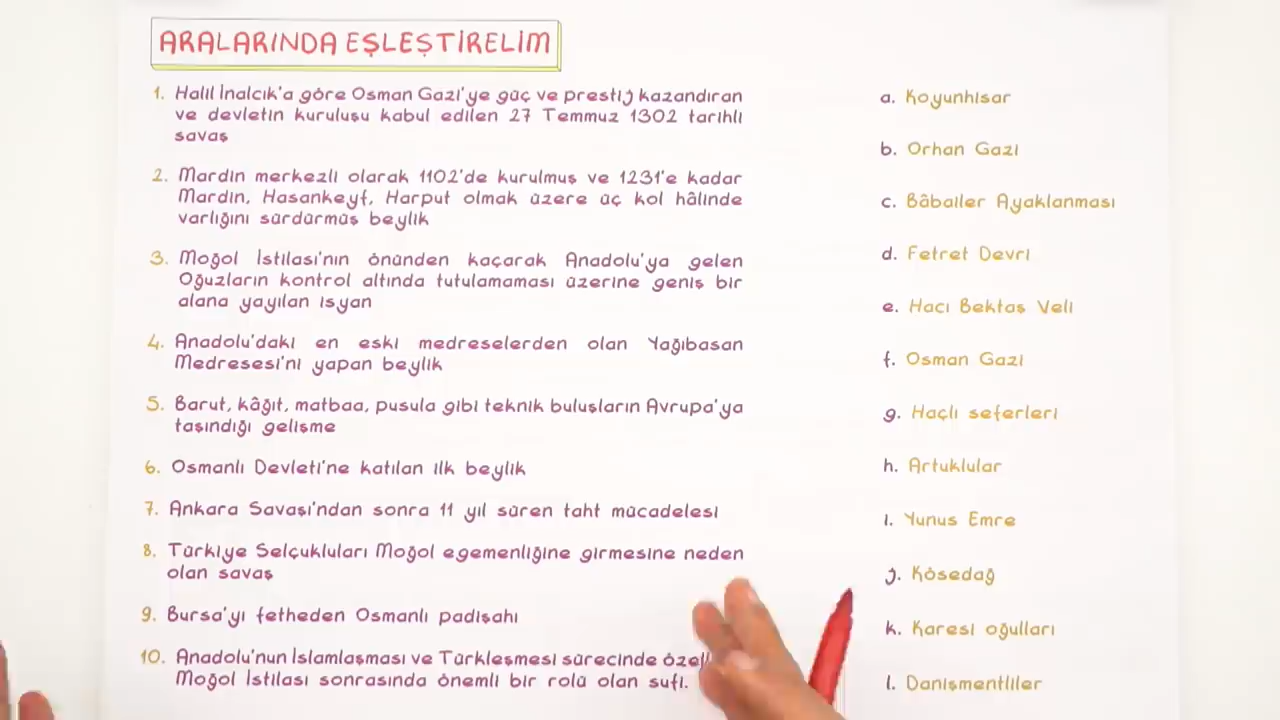 ARALARINDA EŞLEŞTİRELİM
1. Halil İnalcık'a göre Osman Gazi'ye güç ve prestij kazandıran
ve devletin kuruluşu kabul edilen 27 Temmuz 1302 tarihli
savaş
2. Mardin merkezli olarak 1102'de kurulmuş ve 1231'e kadar
Mardin, Hasankeyf, Harput olmak üzere üç kol hâlinde
varlığını sürdürmüş beylik
3. Moğol İstilası'nın önünden kaçarak Anadolu'ya gelen
Oğuzların kontrol altında tutulamaması üzerine geniş bir
alana yayılan isyan
4. Anadolu'daki en eski medreselerden olan Yağıbasan
Medresesi'ni yapan beylik
5. Barut, kâğıt, matbaa, pusula gibi teknik buluşların Avrupa'ya
taşındığı gelişme
6. Osmanlı Devleti'ne katılan ilk beylik
7. Ankara Savaşı'ndan sonra 11 yıl süren taht mücadelesi
8. Türkiye Selçukluları Moğol egemenliğine girmesine neden
olan savaş
9. Bursa'yı fetheden Osmanlı padişahı
10. Anadolu'nun İslamlaşması ve Türkleşmesi sürecinde
Moğol İstilası sonrasında önemli bir rolü olan sufi.
a. Koyunhisar
b. Orhan Gazi
c. Bâbailer Ayaklanması
d. Fetret Devri
e. Hacı Bektaş Veli
f. Osman Gazi
g. Haçlı seferleri
h. Artuklular
ı. Yunus Emre
j. Kösedağ
k. Karesi oğulları
l. Danişmentliler